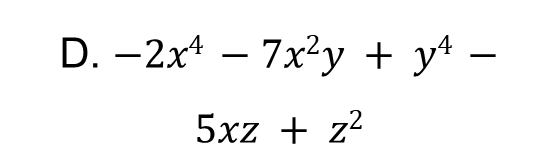 D. −2x⁴ − 7x²y + y⁴ −
5xz + z²